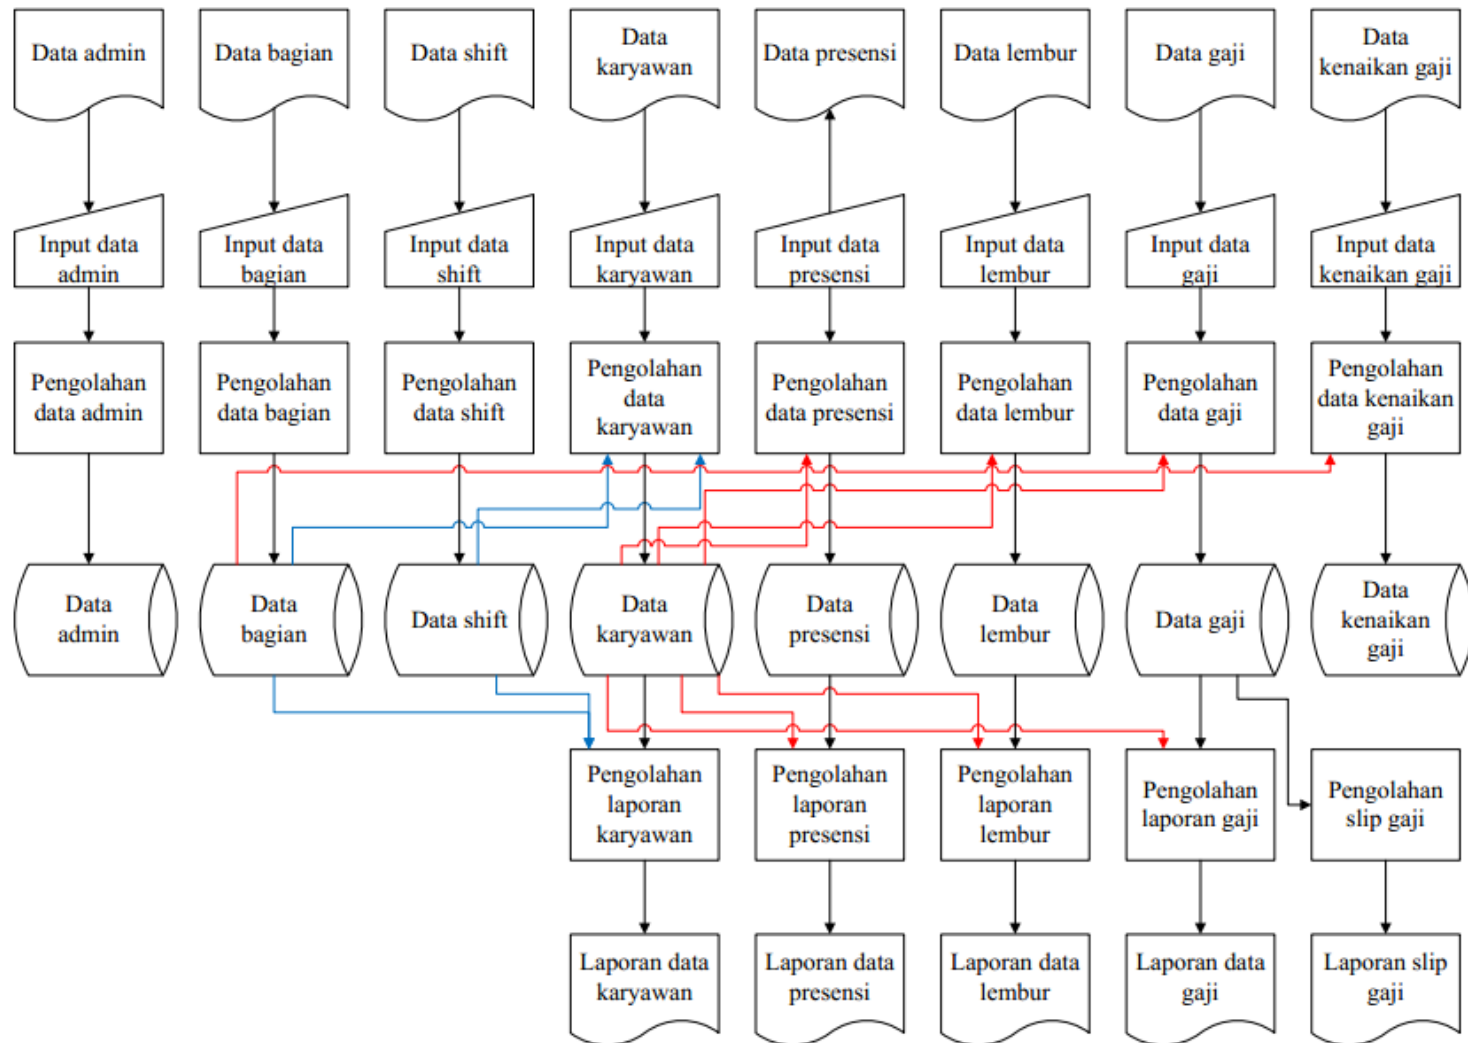 Data admin
Data bagian
Data shift
Data
karyawan
Data presensi
Data lembur
Data gaji
Data
kenaikan gaji
Input data
admin
Input data
bagian
Input data
shift
Input data
karyawan
Input data
presensi
Input data
lembur
Input data
gaji
Input data
kenaikan gaji
Pengolahan
data admin
Pengolahan
data bagian
Pengolahan
data shift
Pengolahan
data
karyawan
Pengolahan
data presensi
Pengolahan
data lembur
Pengolahan
data gaji
Pengolahan
data kenaikan
gaji
Data
admin
Data
bagian
Data shift
Data
karyawan
Data
presensi
Data
lembur
Data gaji
Data
kenaikan
gaji
Pengolahan
laporan
karyawan
Pengolahan
laporan
presensi
Pengolahan
laporan
lembur
Pengolahan
laporan gaji
Pengolahan
slip gaji
Laporan data
karyawan
Laporan data
presensi
Laporan data
lembur
Laporan data
gaji
Laporan slip
gaji